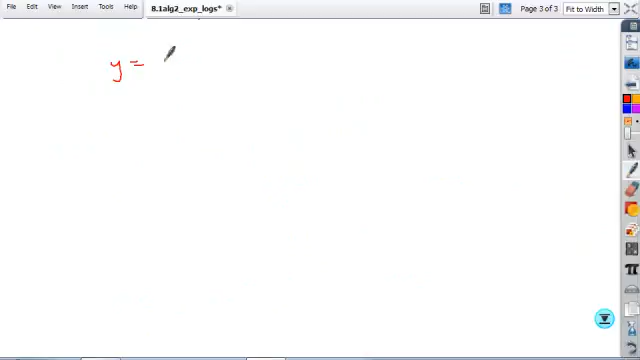 File Edit View Insert Tools Help 8.1alg2_exp_logs* Page 3 of 3 Fit to Width
y =